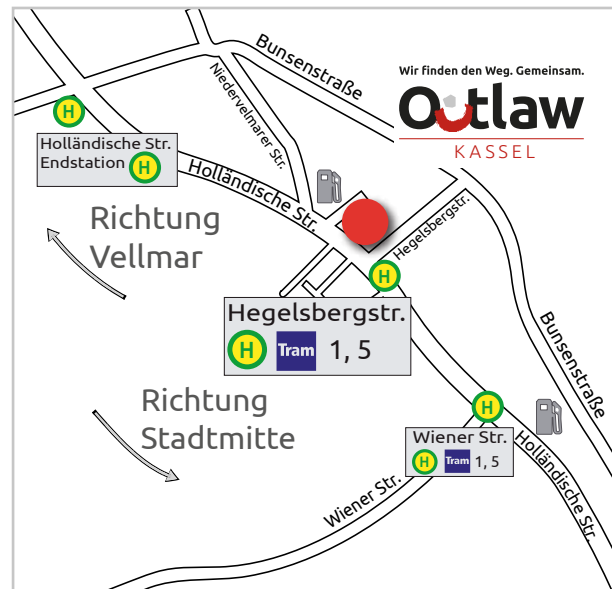 Wir finden den Weg. Gemeinsam.
Outlaw
KASSEL
Bunsenstraße
Niedervelmarer Str.
H
Holländische Str.
Endstation H
Holländische Str.
Richtung
Vellmar
Hegelsbergstr.
H
Hegelsbergstr.
H Tram 1, 5
Bunsenstraße
Richtung
Stadtmitte
H
Wiener Str.
H Tram 1, 5
Holländische Str.
Wiener Str.